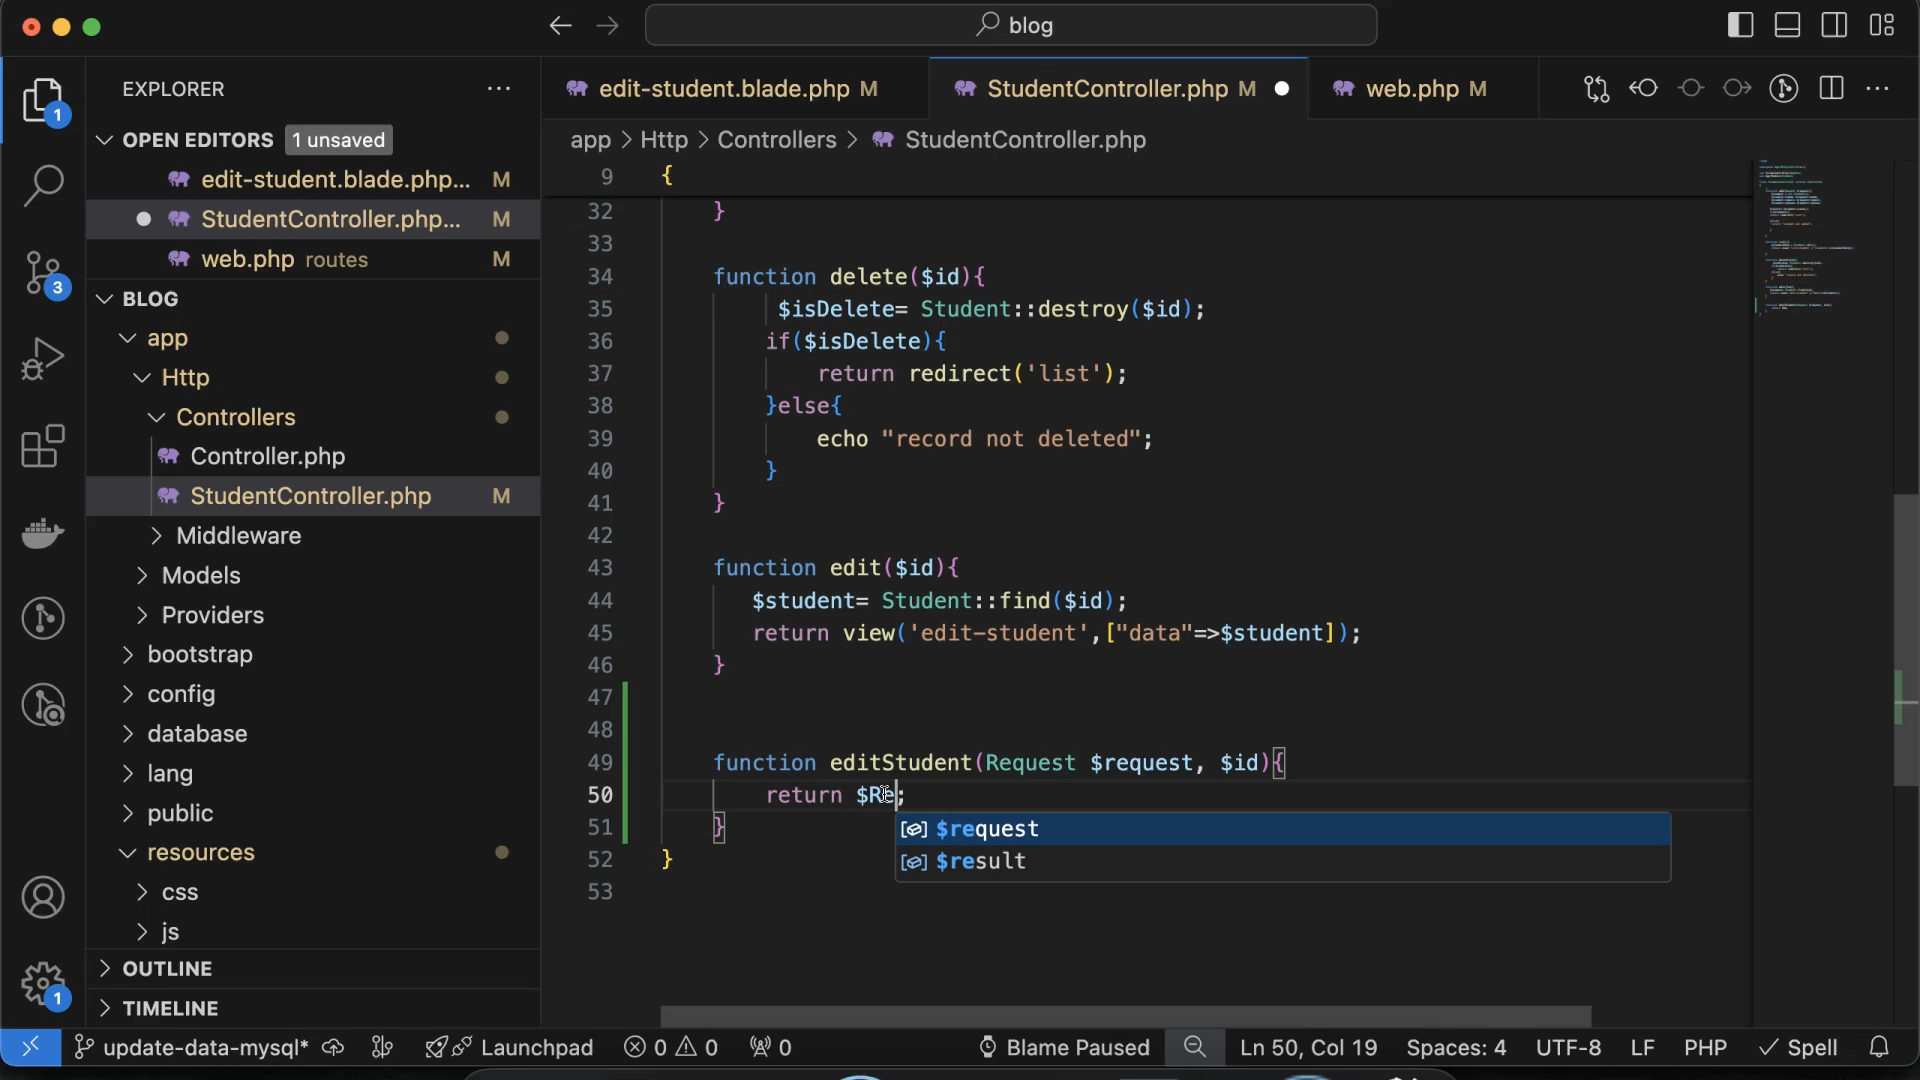 blog
EXPLORER
OPEN EDITORS 1 unsaved
edit-student.blade.php... M
StudentController.php... M
web.php routes M
BLOG
app
Http
Controllers
Controller.php
StudentController.php M
Middleware
Models
Providers
bootstrap
config
database
lang
public
resources
css
js
OUTLINE
TIMELINE
1
3
1
edit-student.blade.php M
StudentController.php M
web.php M
app > Http > Controllers > StudentController.php
9 {
32 }
33
34 function delete($id){
35 $isDelete= Student::destroy($id);
36 if($isDelete){
37 return redirect('list');
38 }else{
39 echo "record not deleted";
40 }
41 }
42
43 function edit($id){
44 $student= Student::find($id);
45 return view('edit-student',["data"=>$student]);
46 }
47
48
49 function editStudent(Request $request, $id){
50 return $Re;
51 }
52 }
53
$request
$result
update-data-mysql* Launchpad 0 0 0 Blame Paused Ln 50, Col 19 Spaces: 4 UTF-8 LF PHP Spell